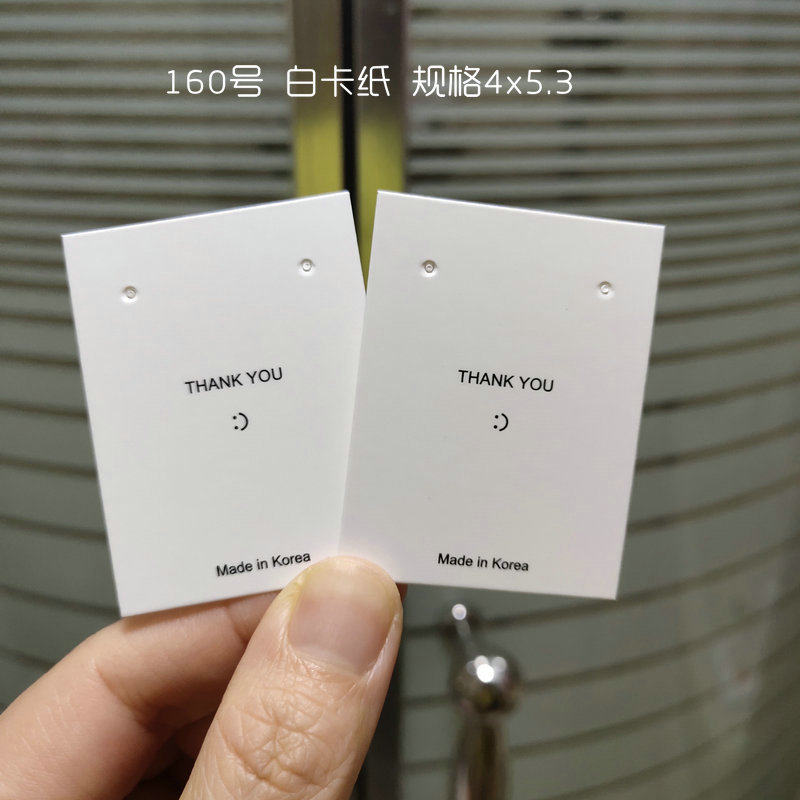 160号 白卡纸 规格4x5.3
THANK YOU
:)
Made in Korea
THANK YOU
:)
Made in Korea